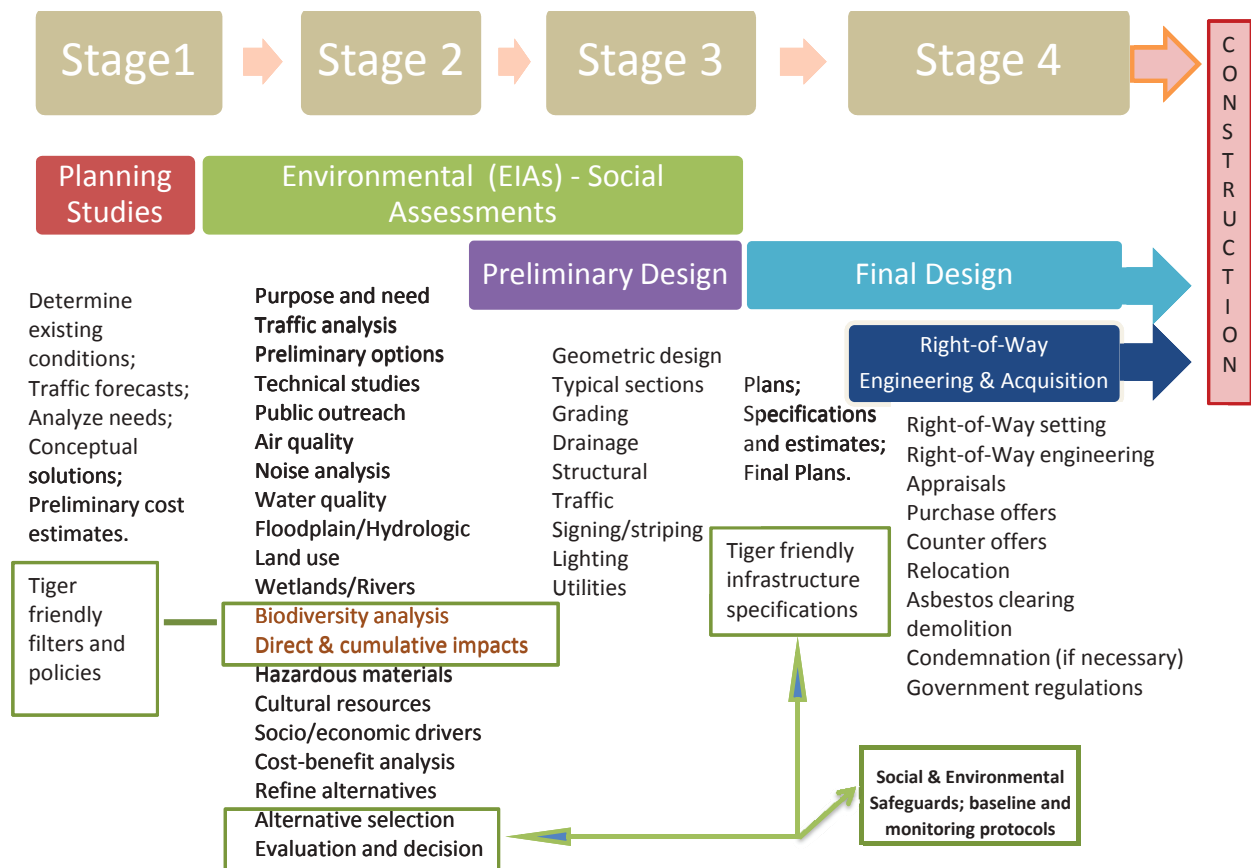 Stage1
Stage 2
Stage 3
Stage 4
CONSTRUCTION
Planning
Studies
Environmental (EIAs) - Social
Assessments
Preliminary Design
Final Design
Right-of-Way
Engineering & Acquisition
Determine
existing
conditions;
Traffic forecasts;
Analyze needs;
Conceptual
solutions;
Preliminary cost
estimates.
Tiger
friendly
filters and
policies
Purpose and need
Traffic analysis
Preliminary options
Technical studies
Public outreach
Air quality
Noise analysis
Water quality
Floodplain/Hydrologic
Land use
Wetlands/Rivers
Biodiversity analysis
Direct & cumulative impacts
Hazardous materials
Cultural resources
Socio/economic drivers
Cost-benefit analysis
Refine alternatives
Alternative selection
Evaluation and decision
Geometric design
Typical sections
Grading
Drainage
Structural
Traffic
Signing/striping
Lighting
Utilities
Plans;
Specifications
and estimates;
Final Plans.
Tiger friendly
infrastructure
specifications
Right-of-Way setting
Right-of-Way engineering
Appraisals
Purchase offers
Counter offers
Relocation
Asbestos clearing
demolition
Condemnation (if necessary)
Government regulations
Social & Environmental
Safeguards; baseline and
monitoring protocols